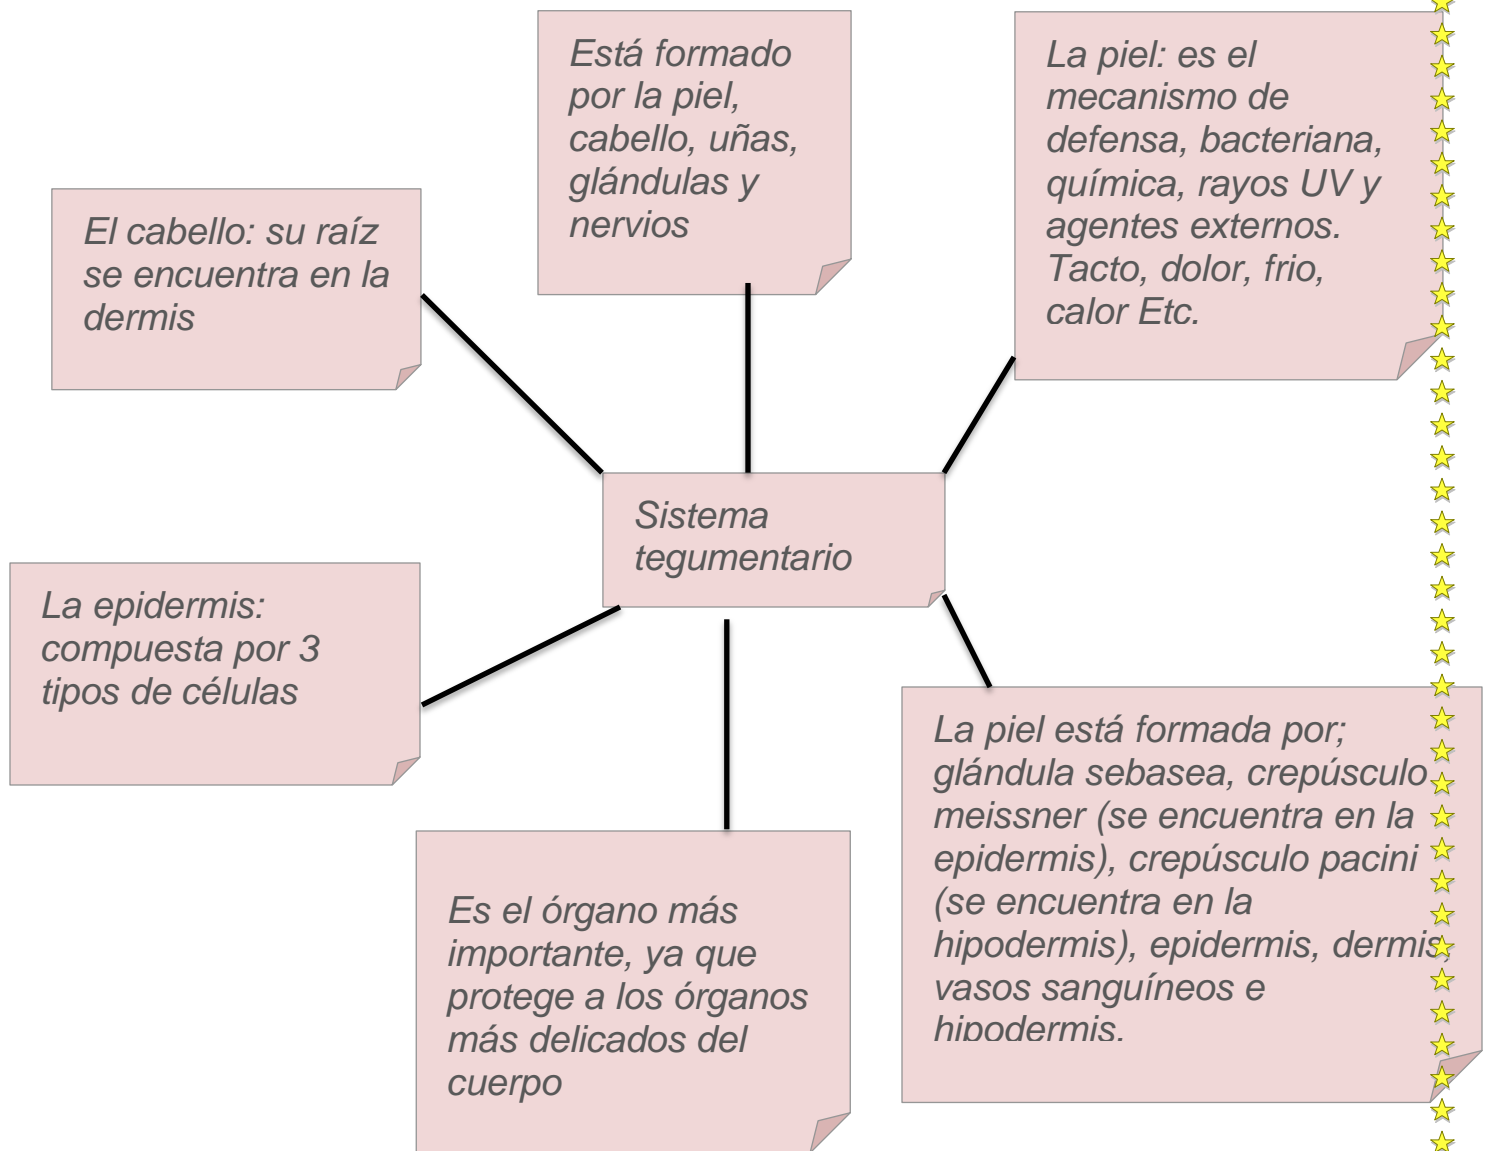 Está formado
por la piel,
cabello, uñas,
glándulas y
nervios
La piel: es el
mecanismo de
defensa, bacteriana,
química, rayos UV y
agentes externos.
Tacto, dolor, frio,
calor Etc.
El cabello: su raíz
se encuentra en la
dermis
Sistema
tegumentario
La epidermis:
compuesta por 3
tipos de células
La piel está formada por;
glándula sebasea, crepúsculo
meissner (se encuentra en la
epidermis), crepúsculo pacini
(se encuentra en la
hipodermis), epidermis, dermis,
vasos sanguíneos e
hipodermis.
Es el órgano más
importante, ya que
protege a los órganos
más delicados del
cuerpo